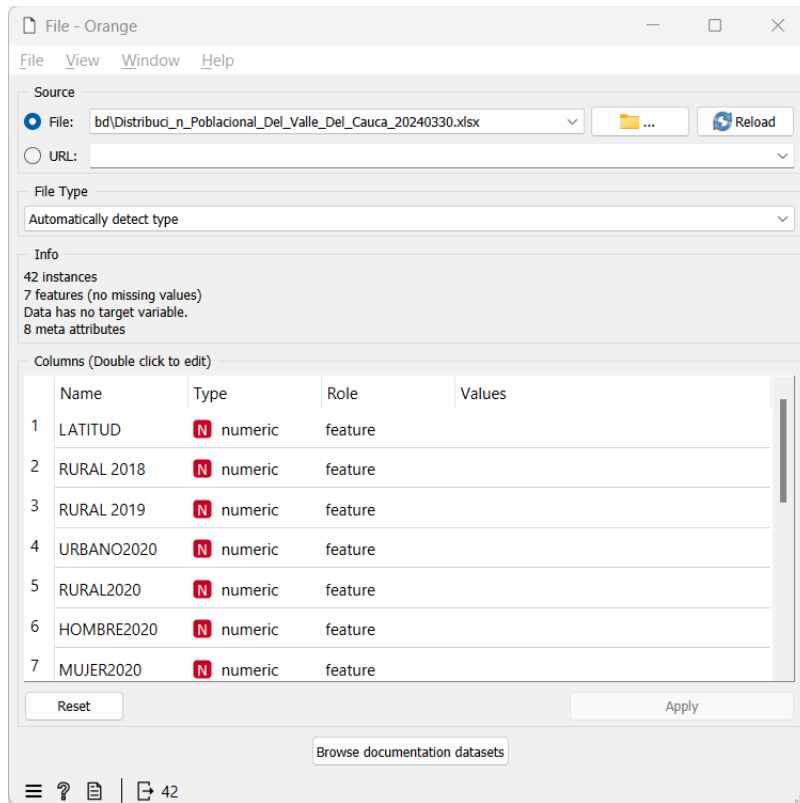 File - Orange
File View Window Help
Source
File: bd\Distribuci_n_Poblacional_Del_Valle_Del_Cauca_20240330.xlsx ... Reload
URL:
File Type
Automatically detect type
Info
42 instances
7 features (no missing values)
Data has no target variable.
8 meta attributes
Columns (Double click to edit)
Name Type Role Values
1 LATITUD N numeric feature
2 RURAL 2018 N numeric feature
3 RURAL 2019 N numeric feature
4 URBANO2020 N numeric feature
5 RURAL2020 N numeric feature
6 HOMBRE2020 N numeric feature
7 MUJER2020 N numeric feature
Reset Apply
Browse documentation datasets
? 42